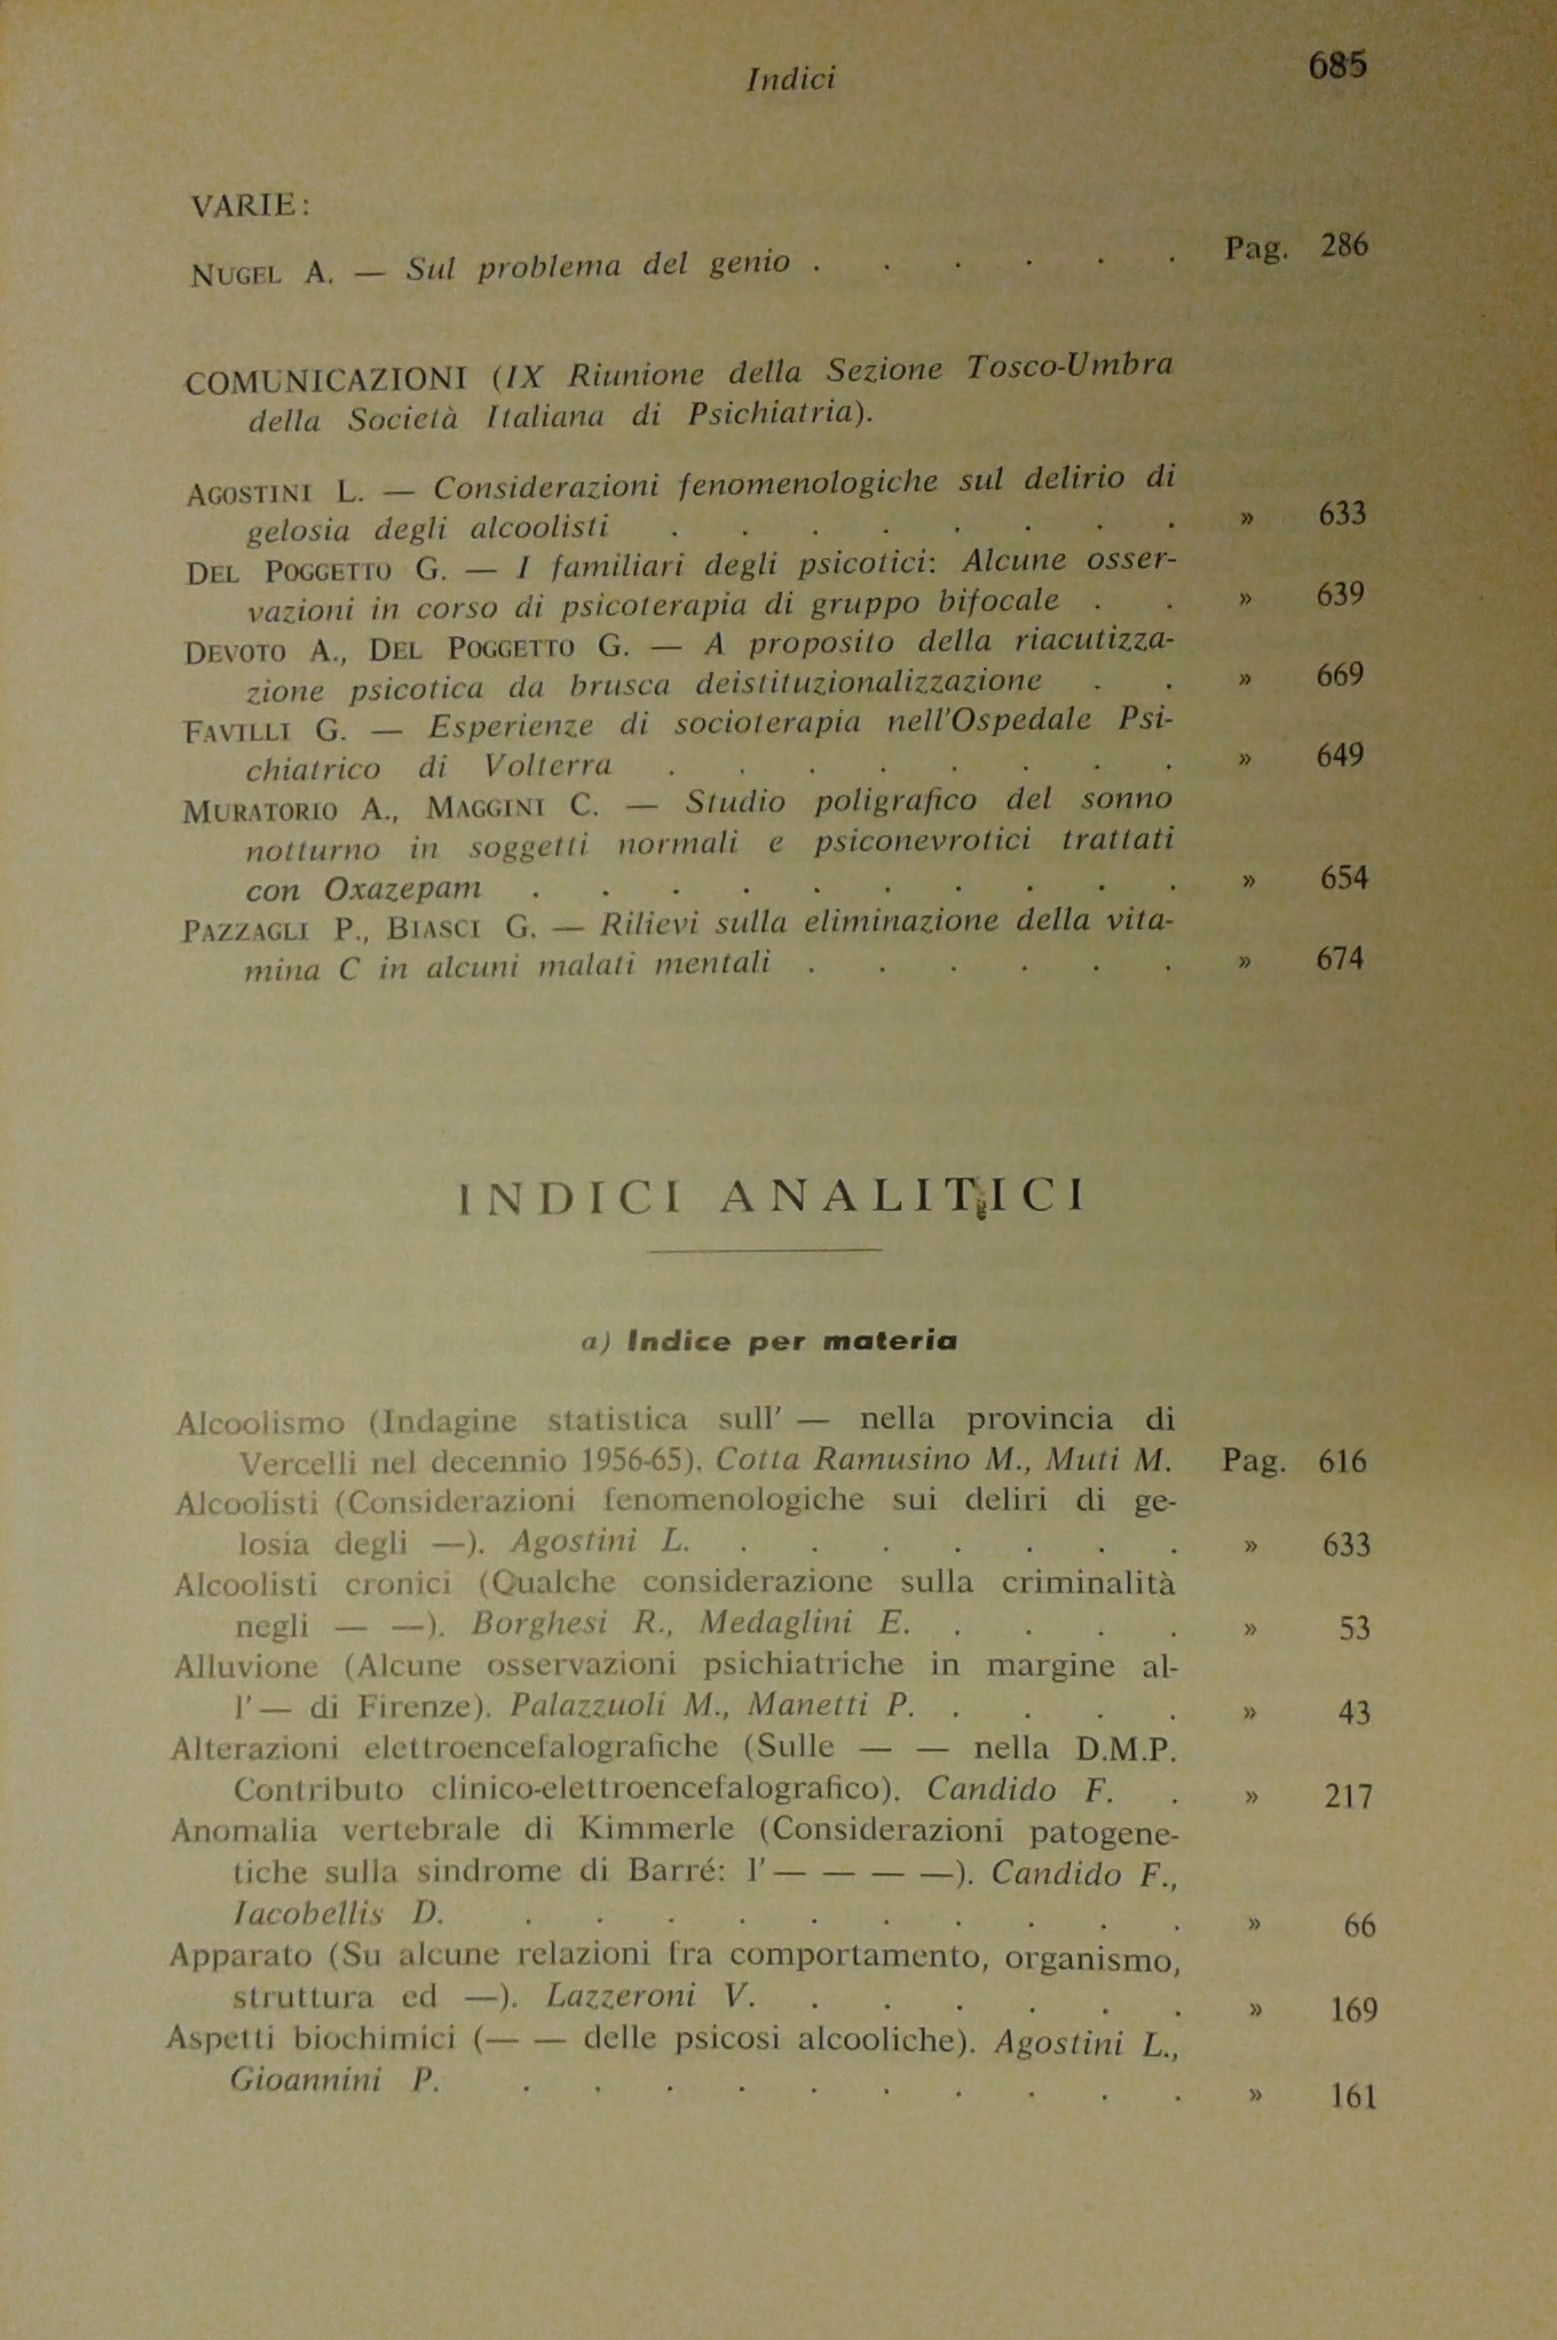 Indici 685
VARIE:
NUGEL A. — Sul problema del genio . . . . . . Pag. 286
COMUNICAZIONI (IX Riunione della Sezione Tosco-Umbra
della Società Italiana di Psichiatria).
AGOSTINI L. — Considerazioni fenomenologiche sul delirio di
gelosia degli alcoolisti . . . . . . . . » 633
DEL POGGETTO G. — I familiari degli psicotici: Alcune osser-
vazioni in corso di psicoterapia di gruppo bifocale . . » 639
DEVOTO A., DEL POGGETTO G. — A proposito della riacutizza-
zione psicotica da brusca deistituzionalizzazione . . » 669
FAVILLI G. — Esperienze di socioterapia nell'Ospedale Psi-
chiatrico di Volterra . . . . . . . . » 649
MURATORIO A., MAGGINI C. — Studio poligrafico del sonno
notturno in soggetti normali e psiconevrotici trattati
con Oxazepam . . . . . . . . . . » 654
PAZZAGLI P., BIASCI G. — Rilievi sulla eliminazione della vita-
mina C in alcuni malati mentali . . . . . . » 674
INDICI ANALITICI
a) Indice per materia
Alcoolismo (Indagine statistica sull' — nella provincia di
Vercelli nel decennio 1956-65). Cotta Ramusino M., Muti M. Pag. 616
Alcoolisti (Considerazioni fenomenologiche sui deliri di ge-
losia degli —). Agostini L. . . . . . . . » 633
Alcoolisti cronici (Qualche considerazione sulla criminalità
negli — —). Borghesi R., Medaglini E. . . . . » 53
Alluvione (Alcune osservazioni psichiatriche in margine al-
l' — di Firenze). Palazzuoli M., Manetti P. . . . . » 43
Alterazioni elettroencefalografiche (Sulle — — nella D.M.P.
Contributo clinico-elettroencefalografico). Candido F. . » 217
Anomalia vertebrale di Kimmerle (Considerazioni patogene-
tiche sulla sindrome di Barré: l' — — — —). Candido F.,
Iacobellis D. . . . . . . . . . . » 66
Apparato (Su alcune relazioni fra comportamento, organismo,
struttura ed —). Lazzeroni V. . . . . . . » 169
Aspetti biochimici (— — delle psicosi alcooliche). Agostini L.,
Gioannini P. . . . . . . . . . . » 161